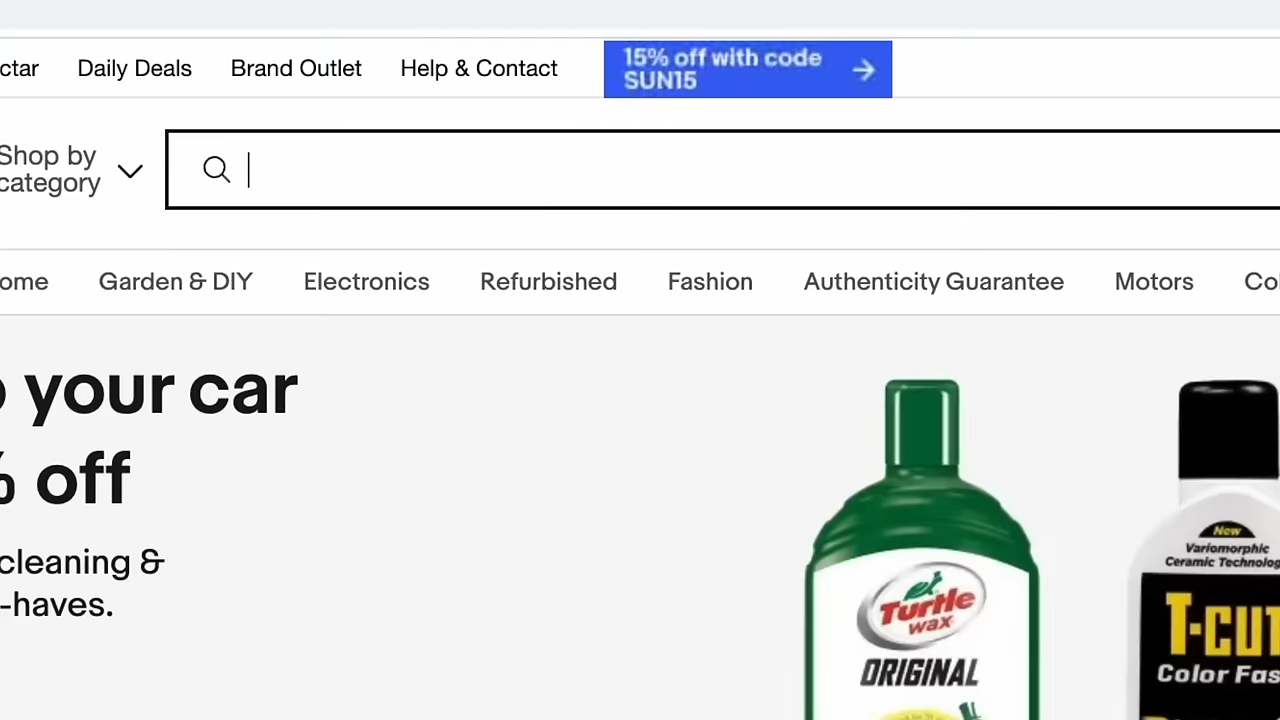 ctar Daily Deals Brand Outlet Help & Contact 15% off with code
SUN15
Shop by
category
ome Garden & DIY Electronics Refurbished Fashion Authenticity Guarantee Motors Co
your car
% off
cleaning &
-haves.
Turtle
wax
ORIGINAL
New
Variomorphic
Ceramic Technolog
T-CUT
Color Fas